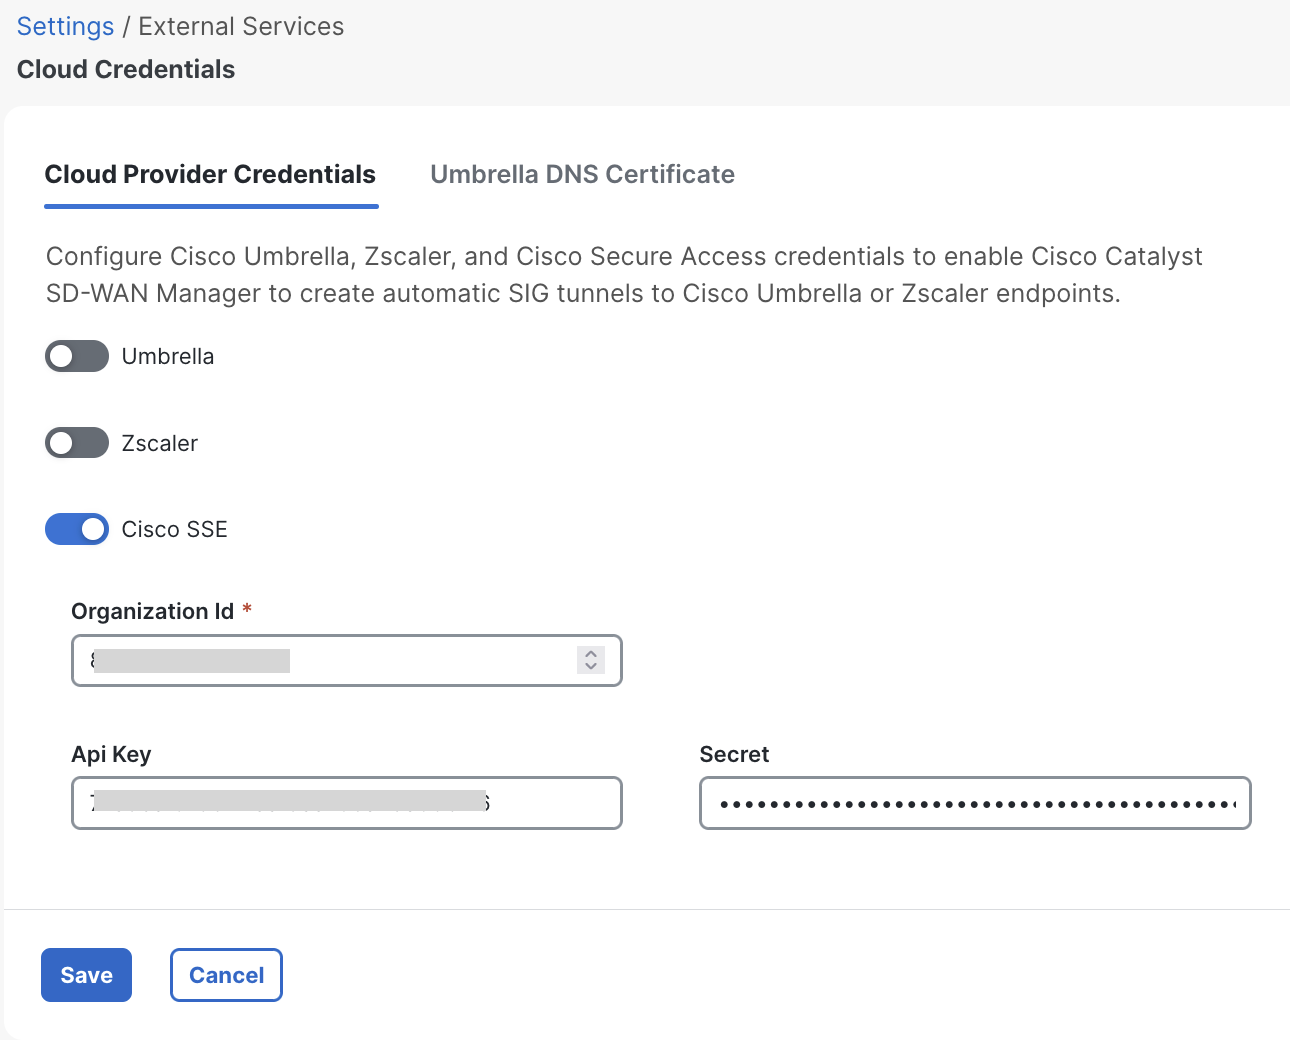 Settings / External Services
Cloud Credentials
Cloud Provider Credentials
Umbrella DNS Certificate
Configure Cisco Umbrella, Zscaler, and Cisco Secure Access credentials to enable Cisco Catalyst
SD-WAN Manager to create automatic SIG tunnels to Cisco Umbrella or Zscaler endpoints.
Umbrella
Zscaler
Cisco SSE
Organization Id *
Api Key
Secret
Save
Cancel